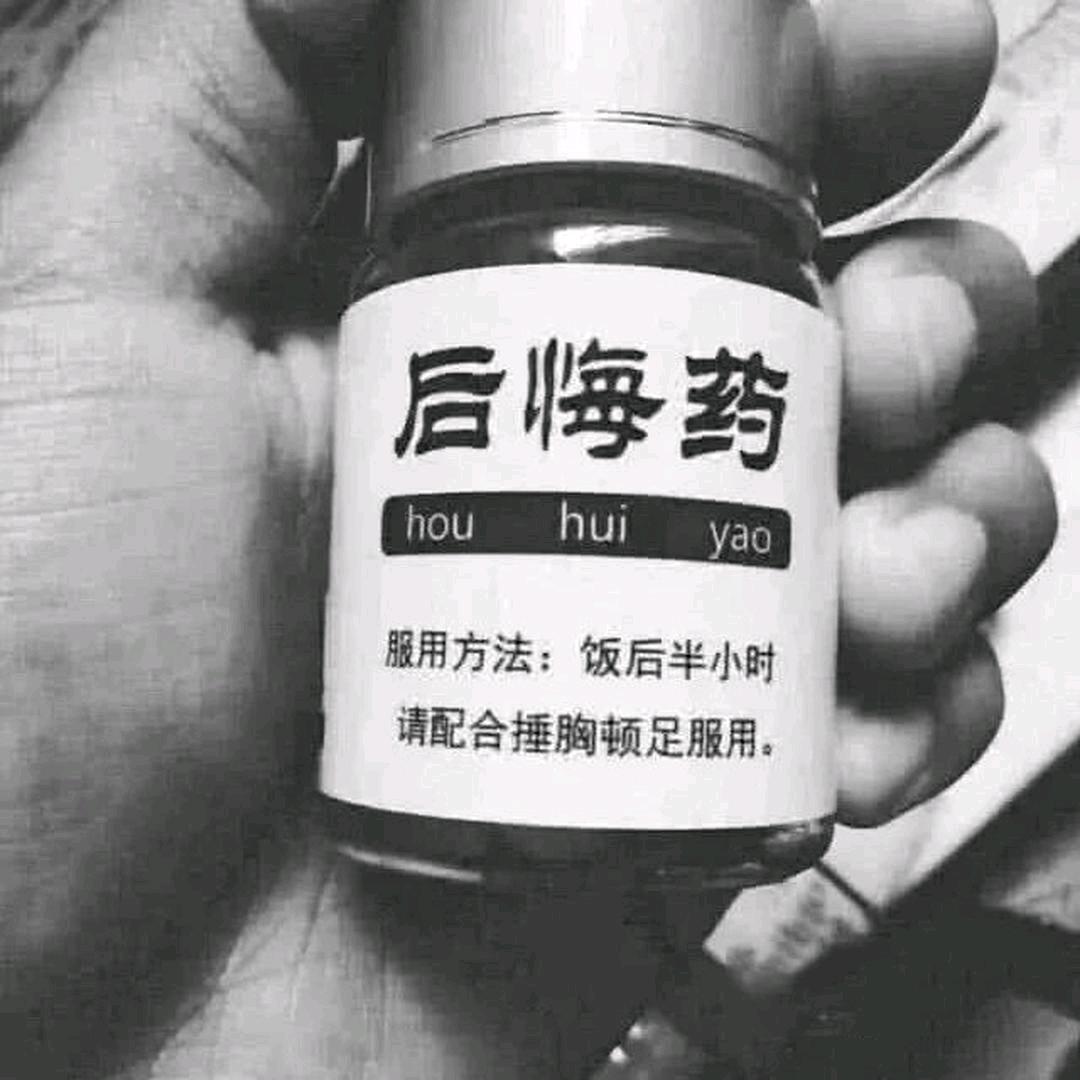 后悔药
hou hui yao
服用方法：饭后半小时
请配合捶胸顿足服用。